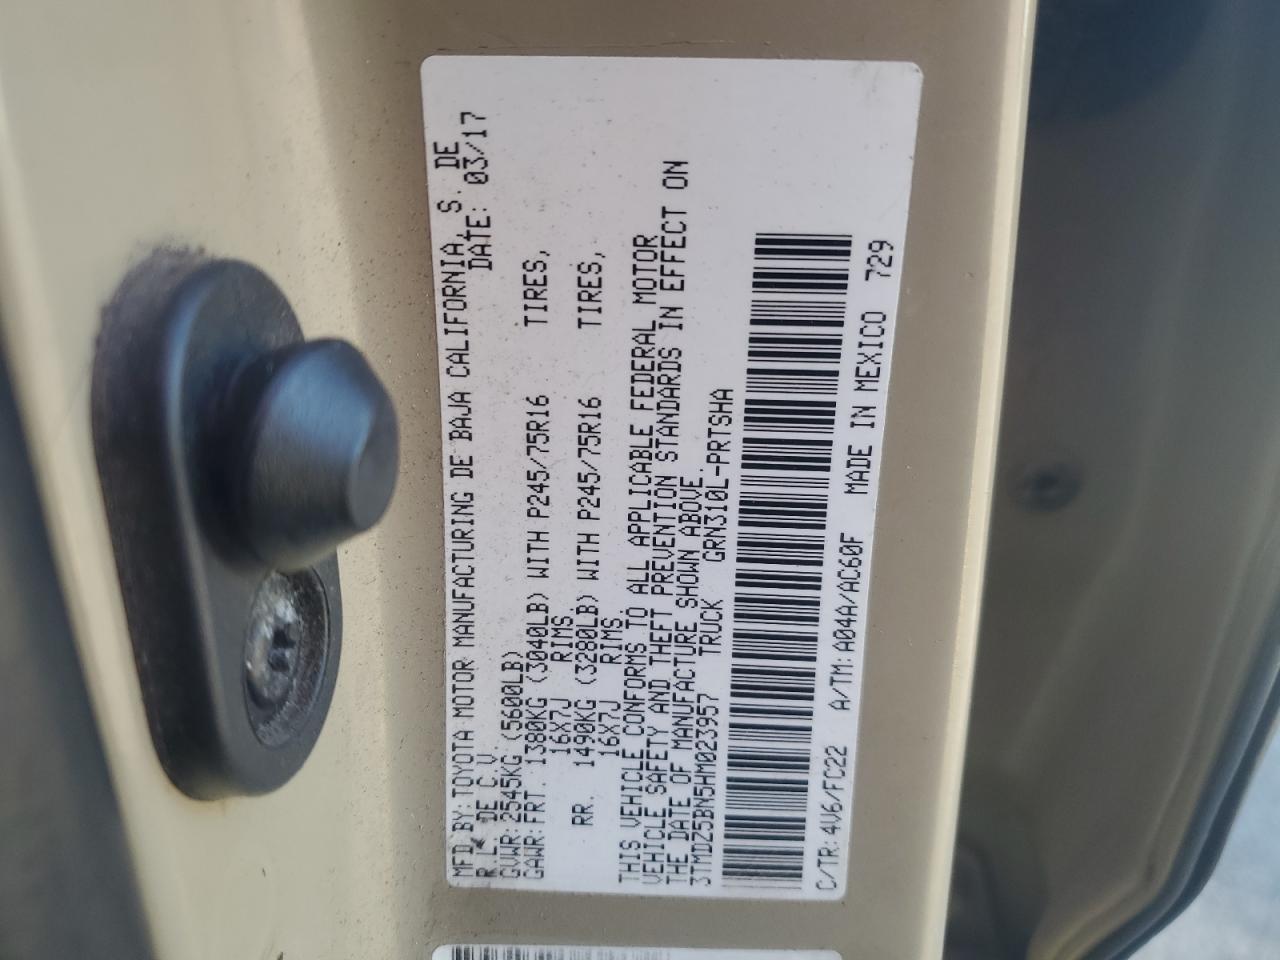 MFD.BY:TOYOTA MOTOR MANUFACTURING DE BAJA CALIFORNIA, S. DE
R.L. DE C.V. DATE: 03/17
GVWR:2545KG (5600LB)
GAWR:FRT. 1380KG (3040LB) WITH P245/75R16 TIRES,
16X7J RIMS.
RR. 1490KG (3280LB) WITH P245/75R16 TIRES,
16X7J RIMS
THIS VEHICLE CONFORMS TO ALL APPLICABLE FEDERAL MOTOR
VEHICLE SAFETY AND THEFT PREVENTION STANDARDS IN EFFECT ON
THE DATE OF MANUFACTURE SHOWN ABOVE.
3TMDZ5BN5HM023957 TRUCK GRN310L-PRTSHA
C/TR:4V6/FC22 A/TM:A04A/AC60F MADE IN MEXICO 729